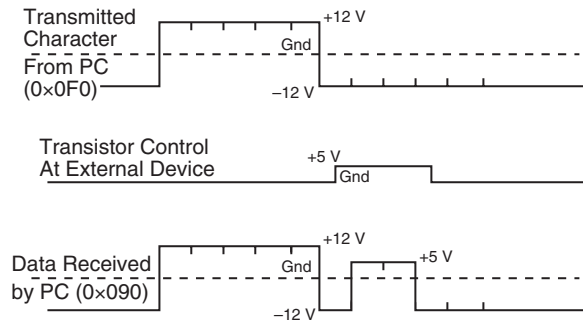 Transmitted
Character
From PC
(0×0F0)
+12 V
Gnd
–12 V
Transistor Control
At External Device
+5 V
Gnd
Data Received
by PC (0×090)
+12 V
Gnd
+5 V
–12 V